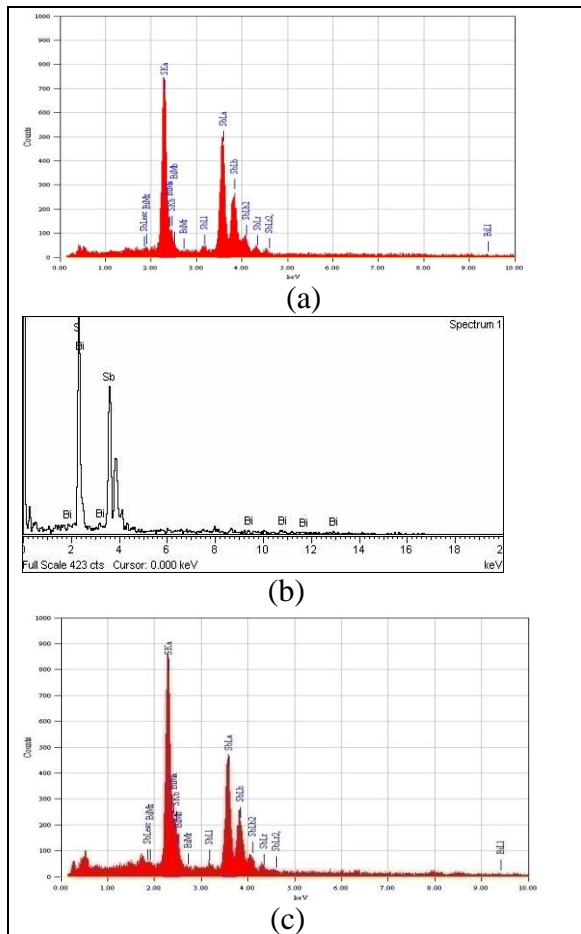 1000
900
800
700
600
500
400
300
200
100
0
Counts
SKa
SbLa
SbLb
BiMb
BiMa
SKb
SbLb2
SbLesc
BiMz
BiMr
SbLl
SbLr
SbLr2,
BiLl
0.00 1.00 2.00 3.00 4.00 5.00 6.00 7.00 8.00 9.00 10.00
keV
(a)
Spectrum 1
S
Bi
Sb
Bi Bi Bi Bi Bi Bi
0 2 4 6 8 10 12 14 16 18 20
Full Scale 423 cts Cursor: 0.000 keV keV
(b)
1000
900
800
700
600
500
400
300
200
100
0
Counts
SKa
SbLa
SbLb
BiMa
SKb
BiMb
SbLb2
SbLesc
BiMz
BiMr
SbLl
SbLr
SbLr2,
BiLl
0.00 1.00 2.00 3.00 4.00 5.00 6.00 7.00 8.00 9.00 10.00
keV
(c)